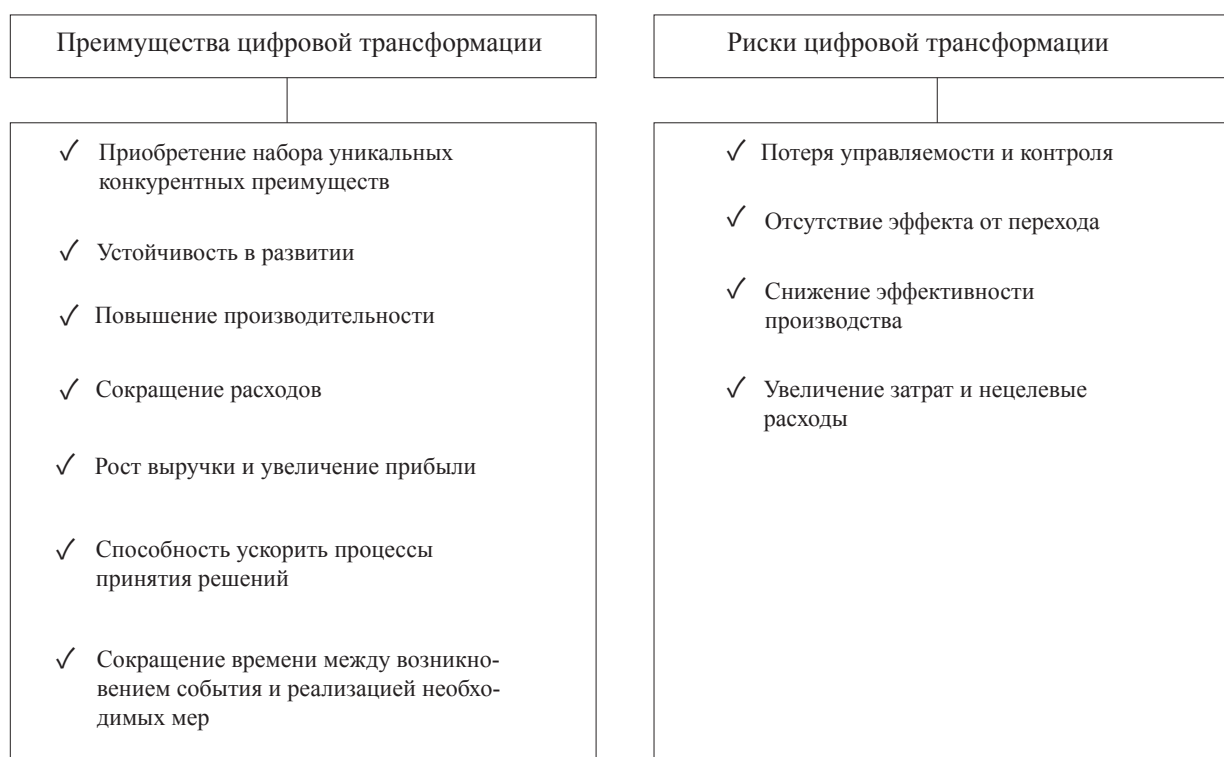 Преимущества цифровой трансформации
✓ Приобретение набора уникальных
конкурентных преимуществ
✓ Устойчивость в развитии
✓ Повышение производительности
✓ Сокращение расходов
✓ Рост выручки и увеличение прибыли
✓ Способность ускорить процессы
принятия решений
✓ Сокращение времени между возникно-
вением события и реализацией необхо-
димых мер
Риски цифровой трансформации
✓ Потеря управляемости и контроля
✓ Отсутствие эффекта от перехода
✓ Снижение эффективности
производства
✓ Увеличение затрат и нецелевые
расходы